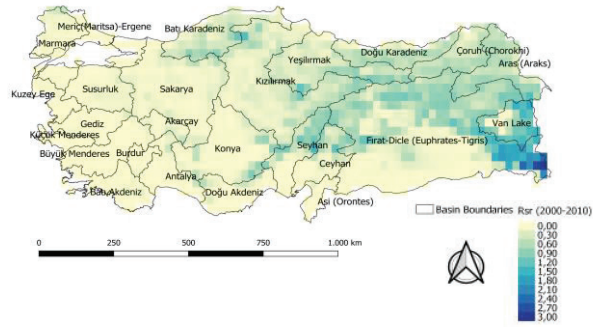 Meriç(Maritsa)-Ergene
Batı Karadeniz
Marmara
Doğu Karadeniz
Çoruh (Chorokhi)
Yeşilırmak
Aras (Araks)
Kızılırmak
Kuzey Ege
Susurluk
Sakarya
Gediz
Akarçay
Van Lake
Küçük Menderes
Konya
Seyhan
Fırat-Dicle (Euphrates-Tigris)
Büyük Menderes
Burdur
Ceyhan
Antalya
Batı Akdeniz
Doğu Akdeniz
Asi (Orontes)
Basin Boundaries
Rsr (2000-2010)
0,00
0,30
0,60
0,90
1,20
1,50
1,80
2,10
2,40
2,70
3,00
0 250 500 750 1.000 km